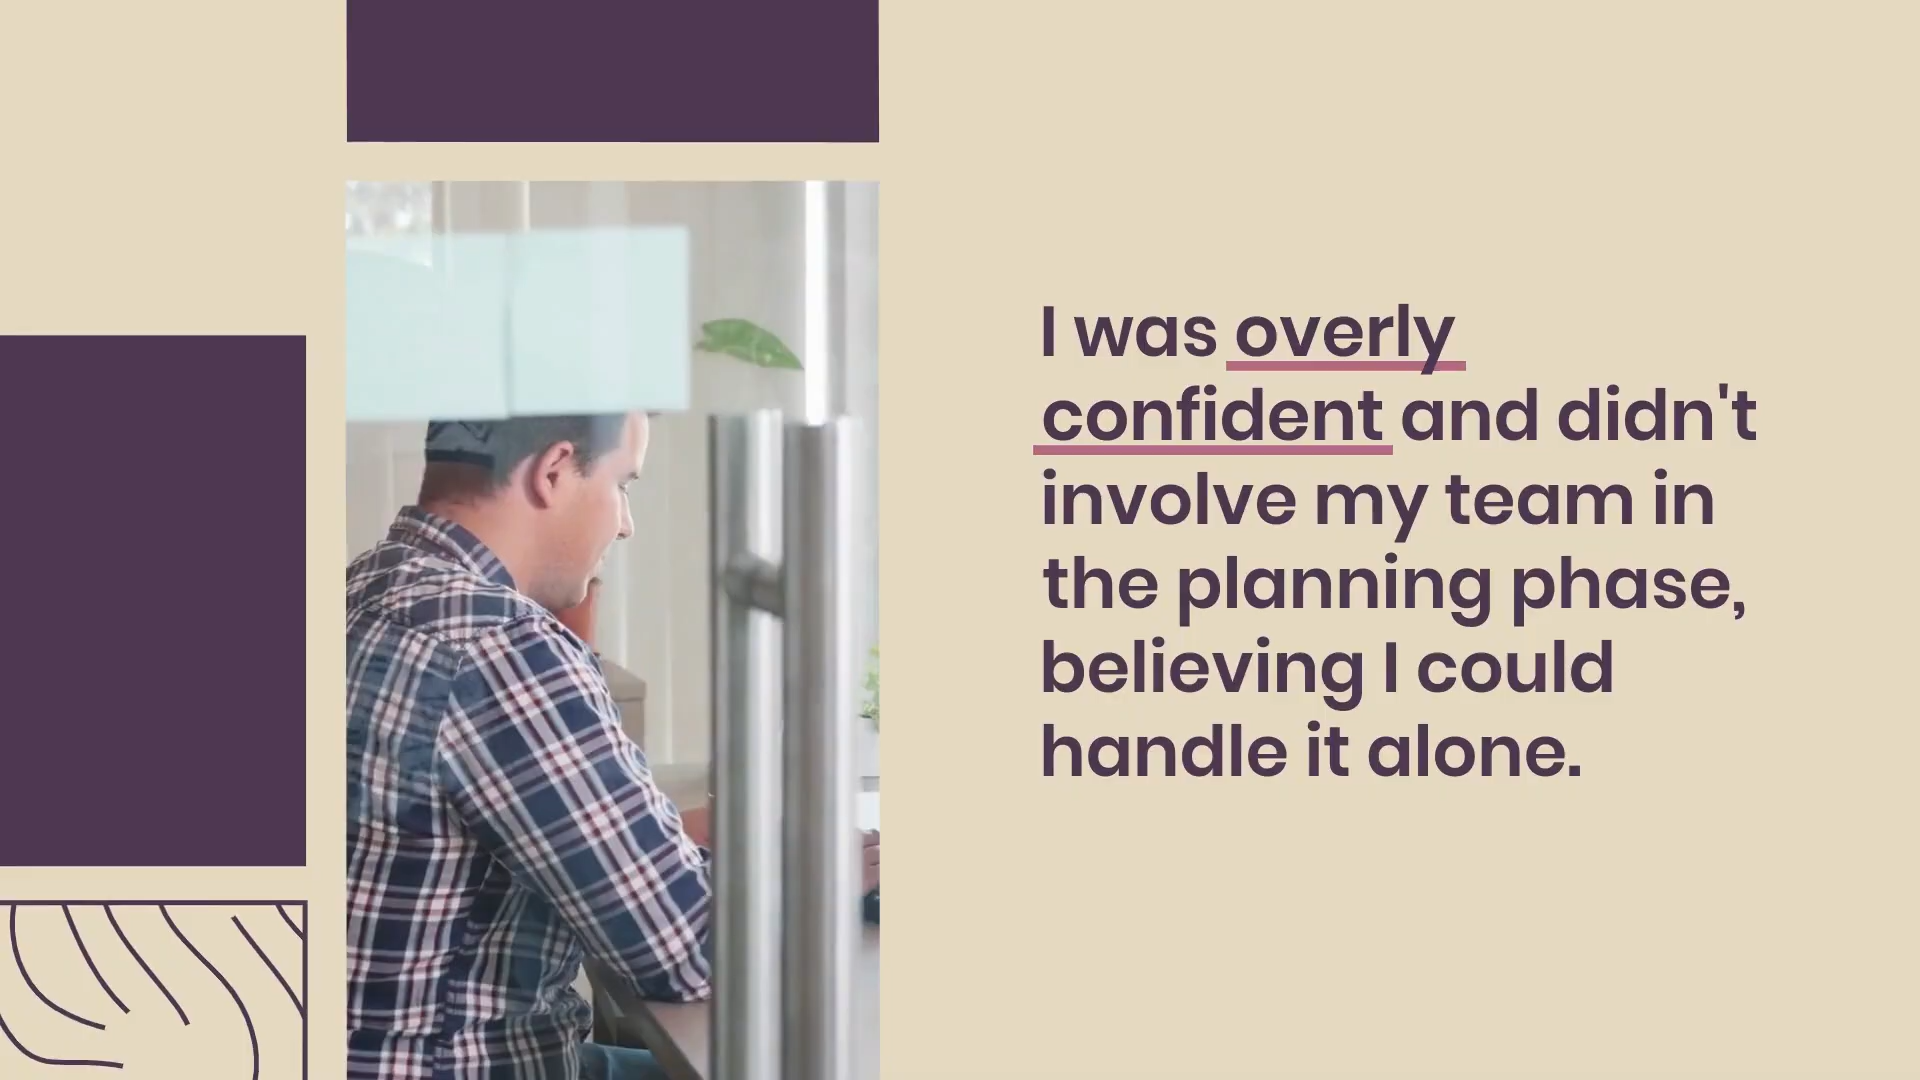 I was overly
confident and didn't
involve my team in
the planning phase,
believing I could
handle it alone.